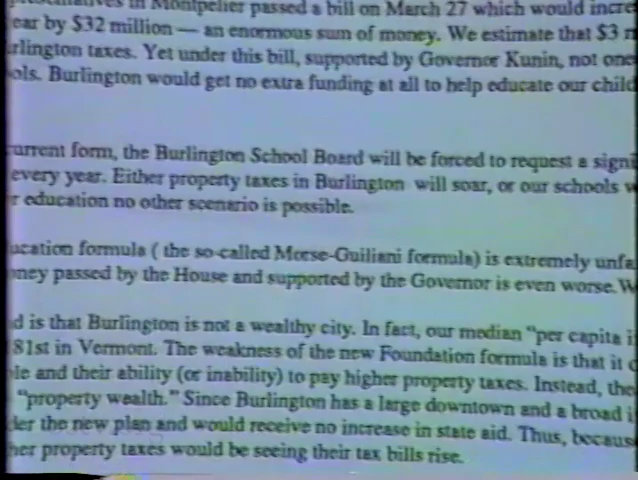 in Montpelier passed a bill on March 27 which would incre
ear by $32 million — an enormous sum of money. We estimate that $3 m
rlington taxes. Yet under this bill, supported by Governor Kunin, not one
ols. Burlington would get no extra funding at all to help educate our child
urrent form, the Burlington School Board will be forced to request a signi
every year. Either property taxes in Burlington will soar, or our schools w
r education no other scenario is possible.
ucation formula ( the so-called Morse-Guiliani formula) is extremely unfa
oney passed by the House and supported by the Governor is even worse. W
d is that Burlington is not a wealthy city. In fact, our median "per capita i
81st in Vermont. The weakness of the new Foundation formula is that it d
le and their ability (or inability) to pay higher property taxes. Instead, the
"property wealth." Since Burlington has a large downtown and a broad i
der the new plan and would receive no increase in state aid. Thus, becaus
her property taxes would be seeing their tax bills rise.